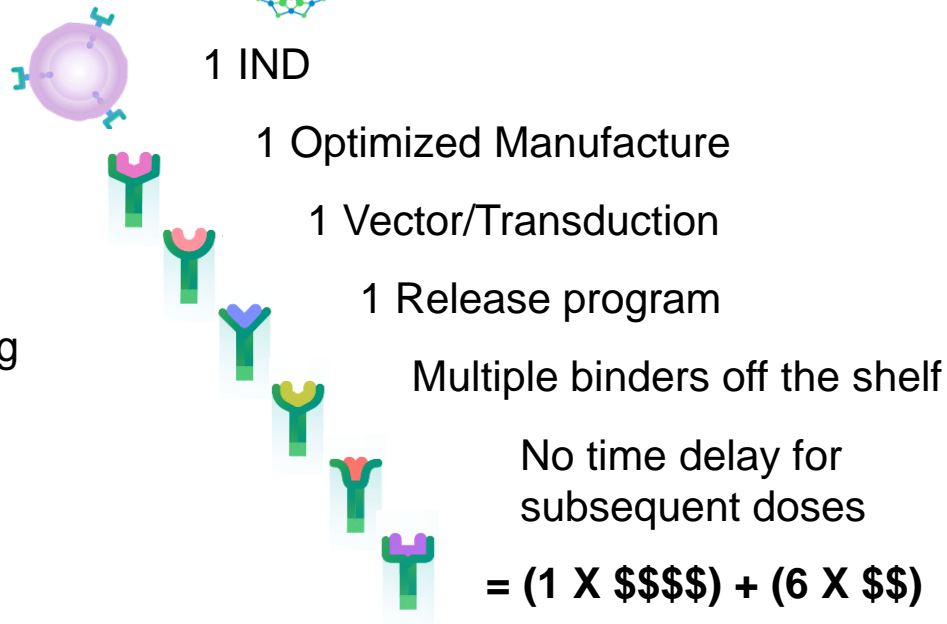 1 IND
1 Optimized Manufacture
1 Vector/Transduction
1 Release program
g
Multiple binders off the shelf
No time delay for
subsequent doses
= (1 X $$$$) + (6 X $$)